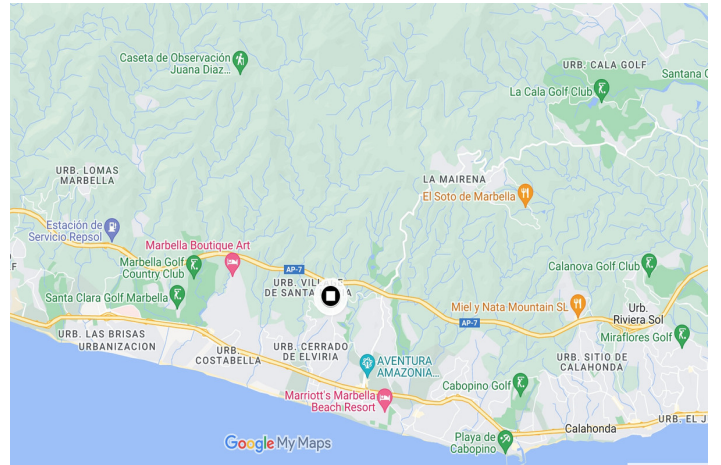 Caseta de Observación
Juana Diaz...
URB. CALA GOLF
Santana
La Cala Golf Club
URB. LOMAS
MARBELLA
LA MAIRENA
El Soto de Marbella
Estación de
Servicio Repsol
Marbella Boutique Art
Marbella Golf
Country Club
Calanova Golf Club
AP-7
URB.
DE SANTA
Santa Clara Golf Marbella
Miel y Nata Mountain SL
Urb.
Riviera Sol
AP-7
Miraflores Golf
URB. LAS BRISAS
URBANIZACION
URB.
COSTABELLA
URB. CERRADO
DE ELVIRIA
AVENTURA
AMAZONIA...
URB. SITIO DE
CALAHONDA
Cabopino Golf
Marriott's Marbella
Beach Resort
URB. EL J
Calahonda
Playa de
Cabopino
Google My Maps